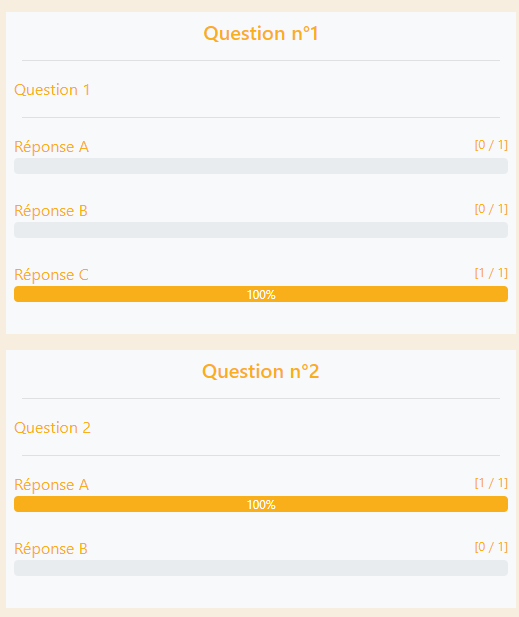 Question n°1
Question 1
Réponse A [0 / 1]
Réponse B [0 / 1]
Réponse C [1 / 1]
100%
Question n°2
Question 2
Réponse A [1 / 1]
100%
Réponse B [0 / 1]